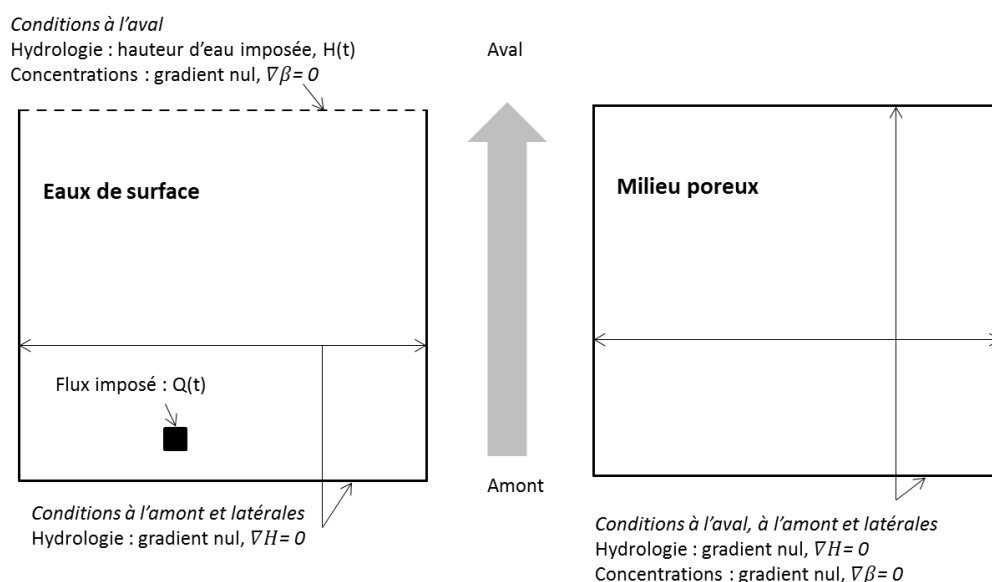 Conditions à l'aval
Hydrologie : hauteur d'eau imposée, H(t)
Concentrations : gradient nul, ∇β = 0
Aval
Eaux de surface
Milieu poreux
Flux imposé : Q(t)
Amont
Conditions à l'amont et latérales
Hydrologie : gradient nul, ∇H = 0
Conditions à l'aval, à l'amont et latérales
Hydrologie : gradient nul, ∇H = 0
Concentrations : gradient nul, ∇β = 0